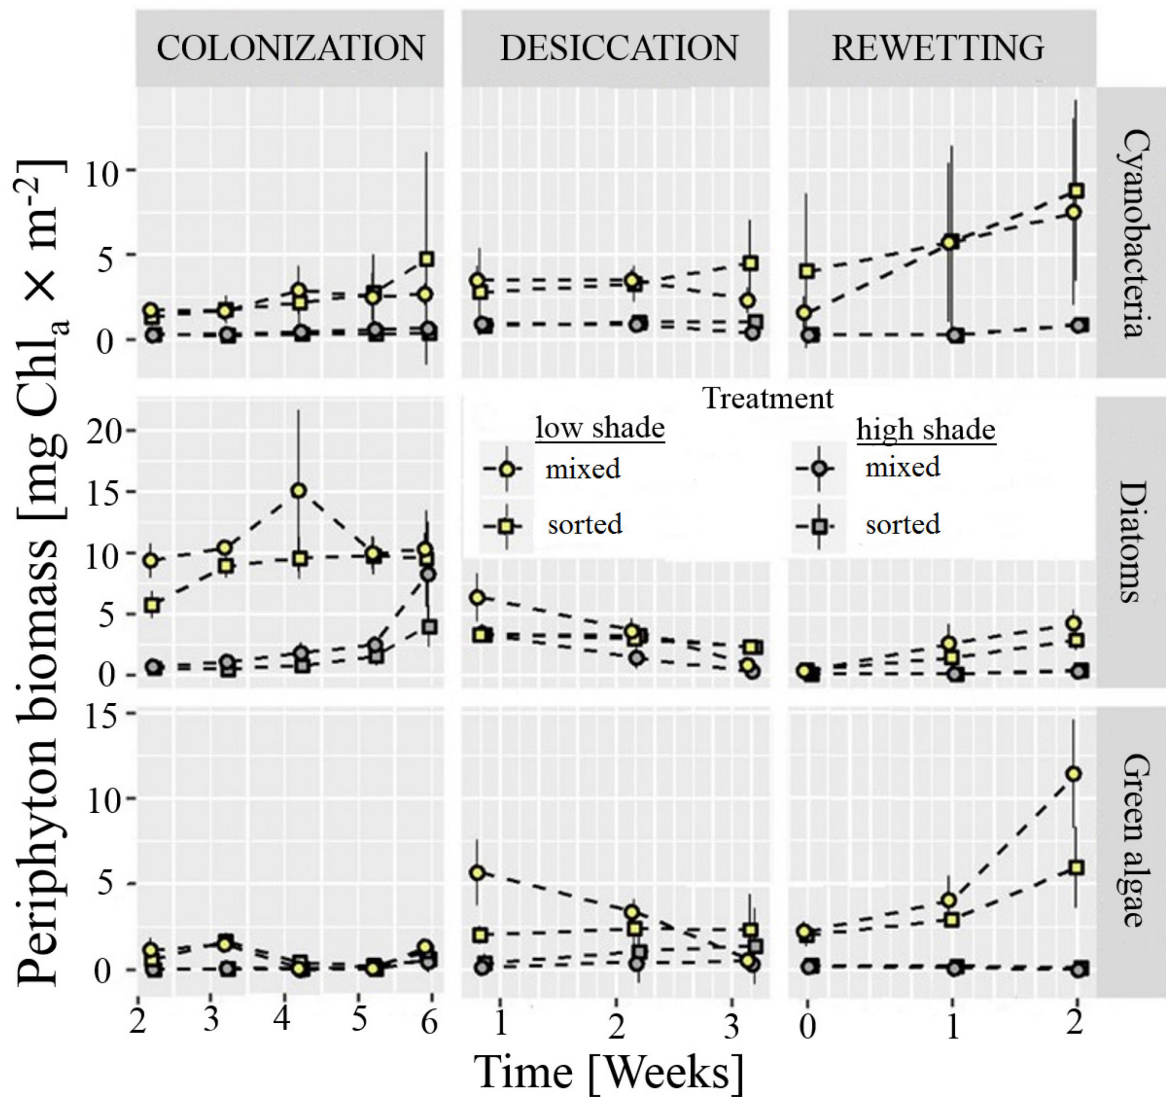 COLONIZATION DESICCATION REWETTING
Periphyton biomass [mg Chl_a × m^-2]
10
5
0
Cyanobacteria
Treatment
low shade high shade
mixed mixed
sorted sorted
20
15
10
5
0
Diatoms
15
10
5
0
Green algae
2 3 4 5 6 1 2 3 0 1 2
Time [Weeks]